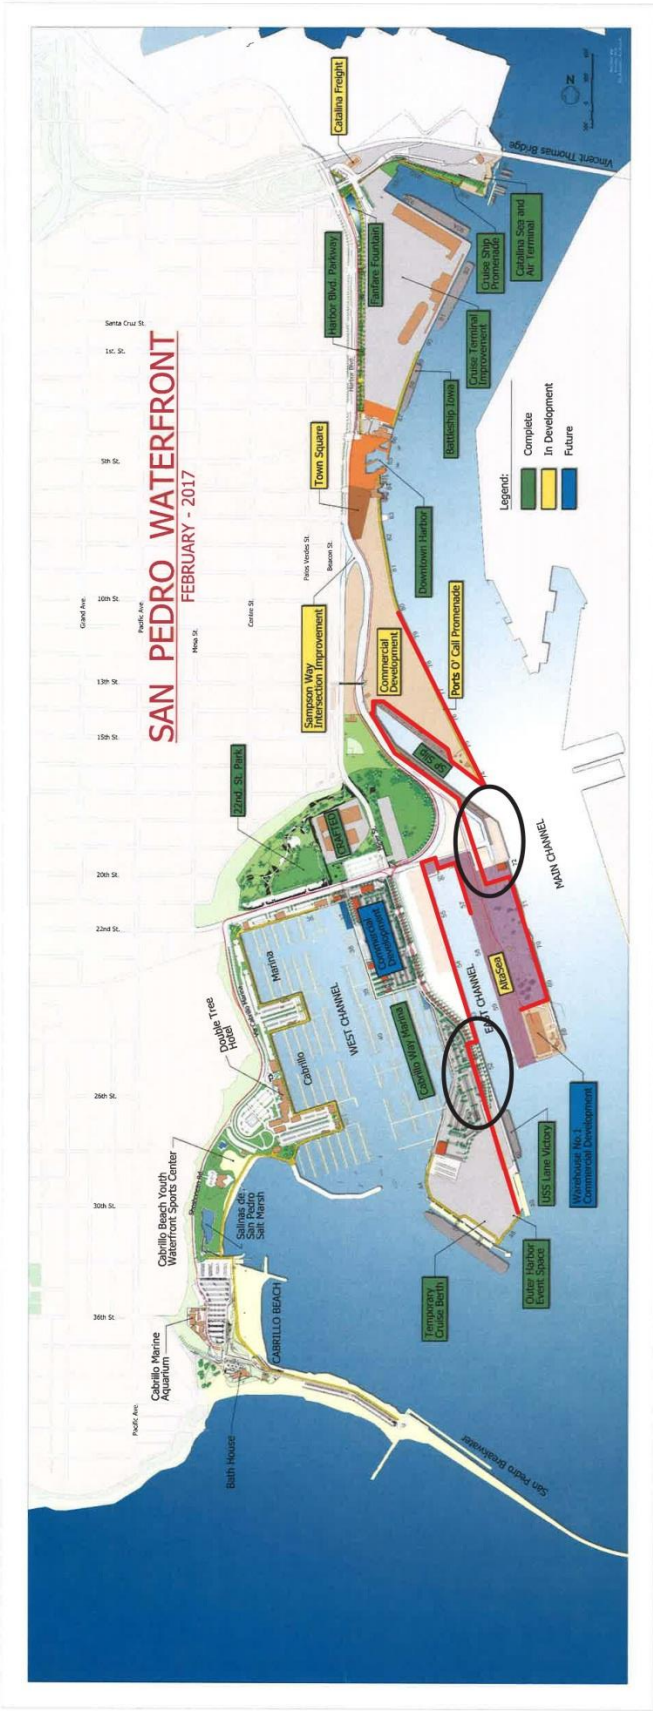 SAN PEDRO WATERFRONT
FEBRUARY - 2017
Catalina Freight
Vincent Thomas Bridge
N
Harbor Blvd. Parkway
Fanfare Fountain
Cruise Ship
Promenade
Catalina Sea and
Air Terminal
Santa Cruz St.
1st. St.
Harbor Blvd.
Cruise Terminal
Improvement
Battleship Iowa
Legend:
Complete
In Development
Future
5th St.
Town Square
Downtown Harbor
Palos Verdes St.
Beacon St.
Grand Ave.
Pacific Ave.
Mesa St.
Centre St.
10th St.
Sampson Way
Intersection Improvement
Commercial
Development
Ports O' Call Promenade
13th St.
15th St.
SP Slip
22nd. St. Park
CRAFTED
MAIN CHANNEL
20th St.
22nd St.
Commercial
Development
Marina
WEST CHANNEL
Cabrillo
Cabrillo Way Marina
EAST CHANNEL
AltaSea
Via Cabrillo Marina
Double Tree
Hotel
26th St.
USS Lane Victory
Warehouse No.1
Commercial Development
Cabrillo Beach Youth
Waterfront Sports Center
Shoshonean Rd.
30th St.
Salinas de
San Pedro
Salt Marsh
Outer Harbor
Event Space
Temporary
Cruise Berth
36th St.
CABRILLO BEACH
Cabrillo Marine
Aquarium
Pacific Ave.
Bath House
San Pedro Breakwater